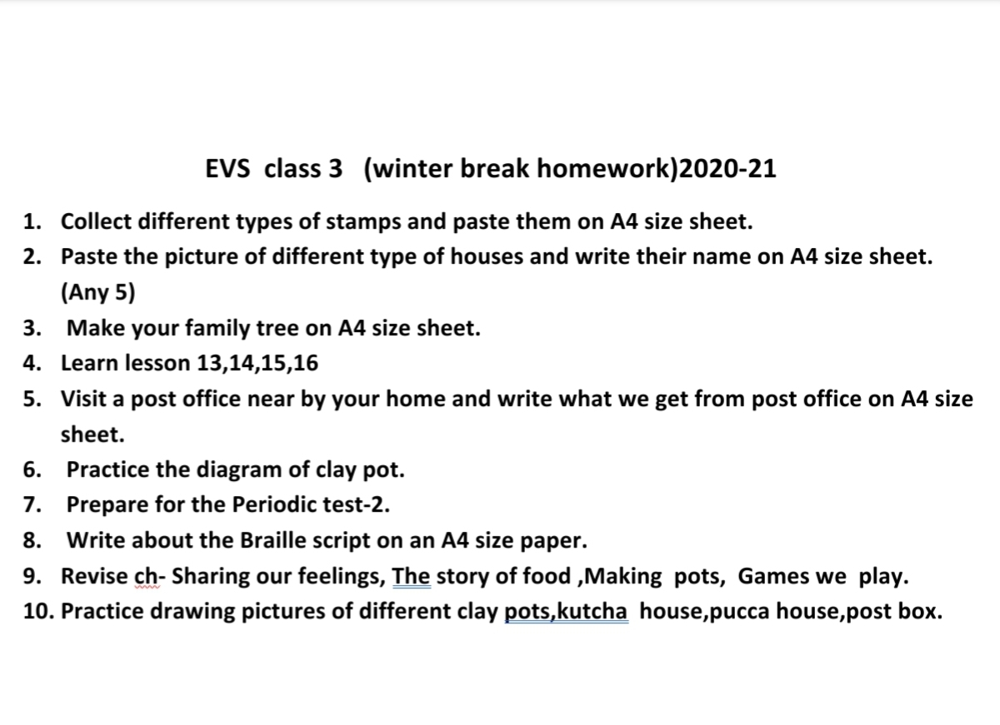 EVS class 3 (winter break homework)2020-21
1. Collect different types of stamps and paste them on A4 size sheet.
2. Paste the picture of different type of houses and write their name on A4 size sheet.
(Any 5)
3. Make your family tree on A4 size sheet.
4. Learn lesson 13,14,15,16
5. Visit a post office near by your home and write what we get from post office on A4 size
sheet.
6. Practice the diagram of clay pot.
7. Prepare for the Periodic test-2.
8. Write about the Braille script on an A4 size paper.
9. Revise ch- Sharing our feelings, The story of food ,Making pots, Games we play.
10. Practice drawing pictures of different clay pots,kutcha house,pucca house,post box.